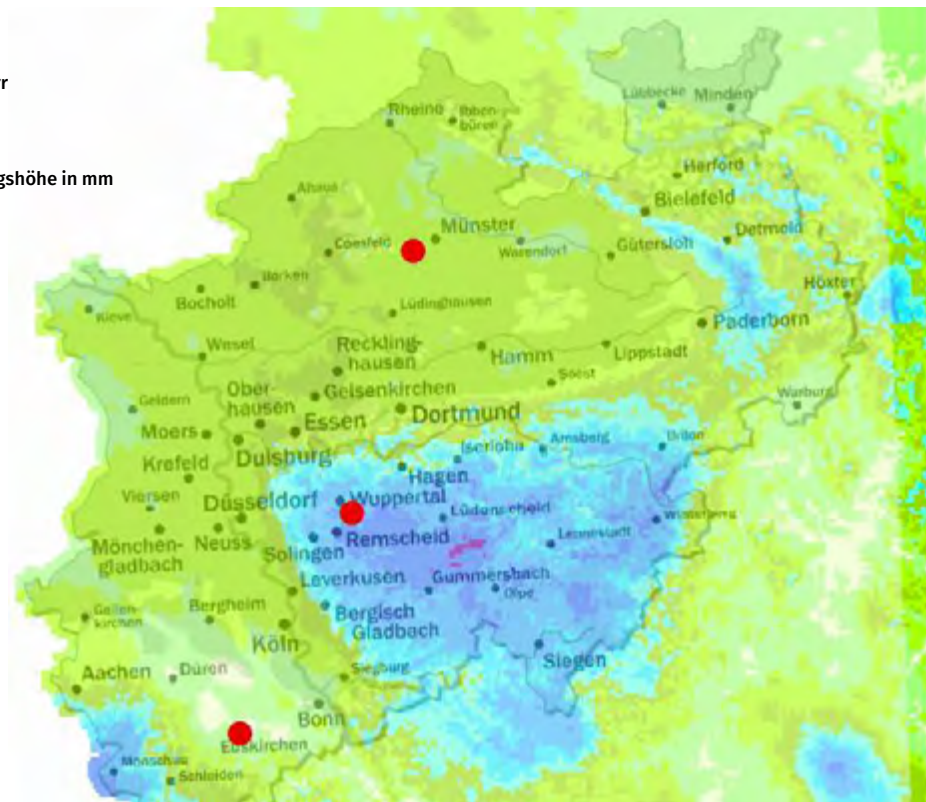 r
gshöhe in mm
Lübbecke Minden
Rheine Ibben-
büren
Herford
Ahaus
Bielefeld
Münster
Detmold
Coesfeld
Warendorf
Gütersloh
Borken
Höxter
Bocholt
Kleve
Lüdinghausen
Paderborn
Reckling-
hausen
Wesel
Hamm
Lippstadt
Soest
Ober-
hausen
Gelsenkirchen
Warburg
Geldern
Essen
Dortmund
Moers
Duisburg
Iserlohn
Arnsberg
Brilon
Krefeld
Hagen
Viersen
Düsseldorf
Wuppertal
Lüdenscheid
Winterberg
Mönchen-
gladbach
Neuss
Remscheid
Lennestadt
Solingen
Leverkusen
Gummersbach
Olpe
Geilen-
kirchen
Bergheim
Bergisch
Gladbach
Köln
Siegen
Aachen
Düren
Siegburg
Bonn
Euskirchen
Monschau
Schleiden